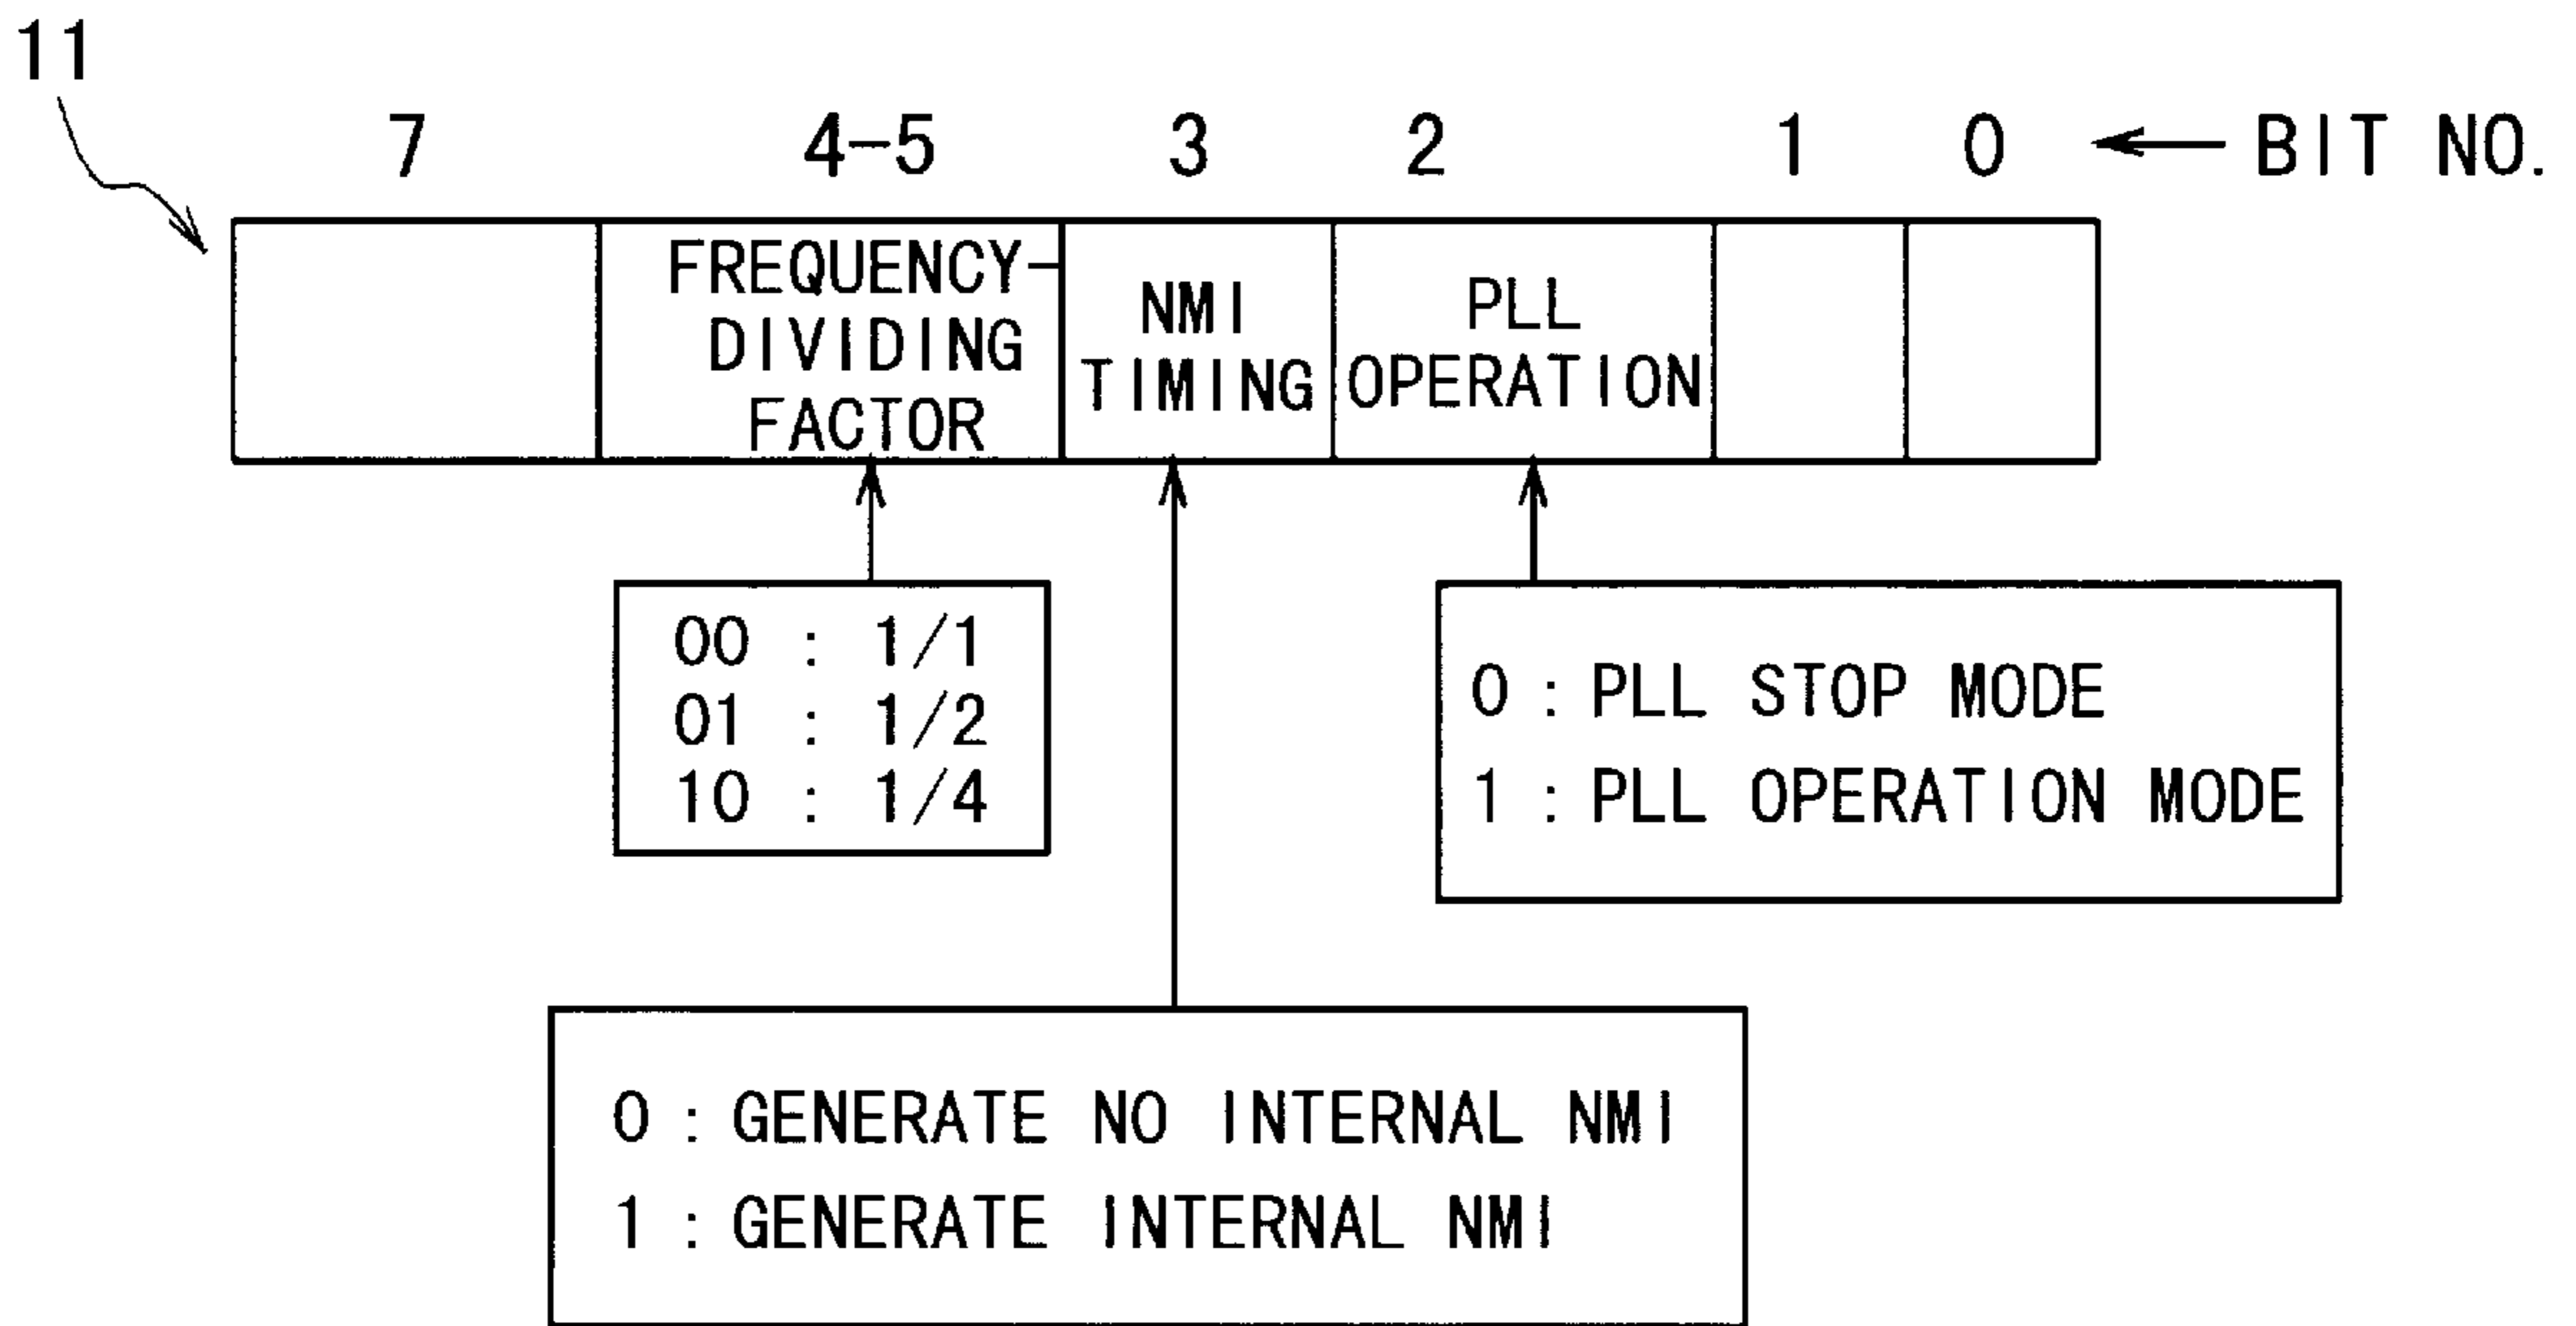 11
7 4-5 3 2 1 0 ← BIT NO.
FREQUENCY-
DIVIDING
FACTOR
NMI
TIMING
PLL
OPERATION
00 : 1/1
01 : 1/2
10 : 1/4
0 : PLL STOP MODE
1 : PLL OPERATION MODE
0 : GENERATE NO INTERNAL NMI
1 : GENERATE INTERNAL NMI